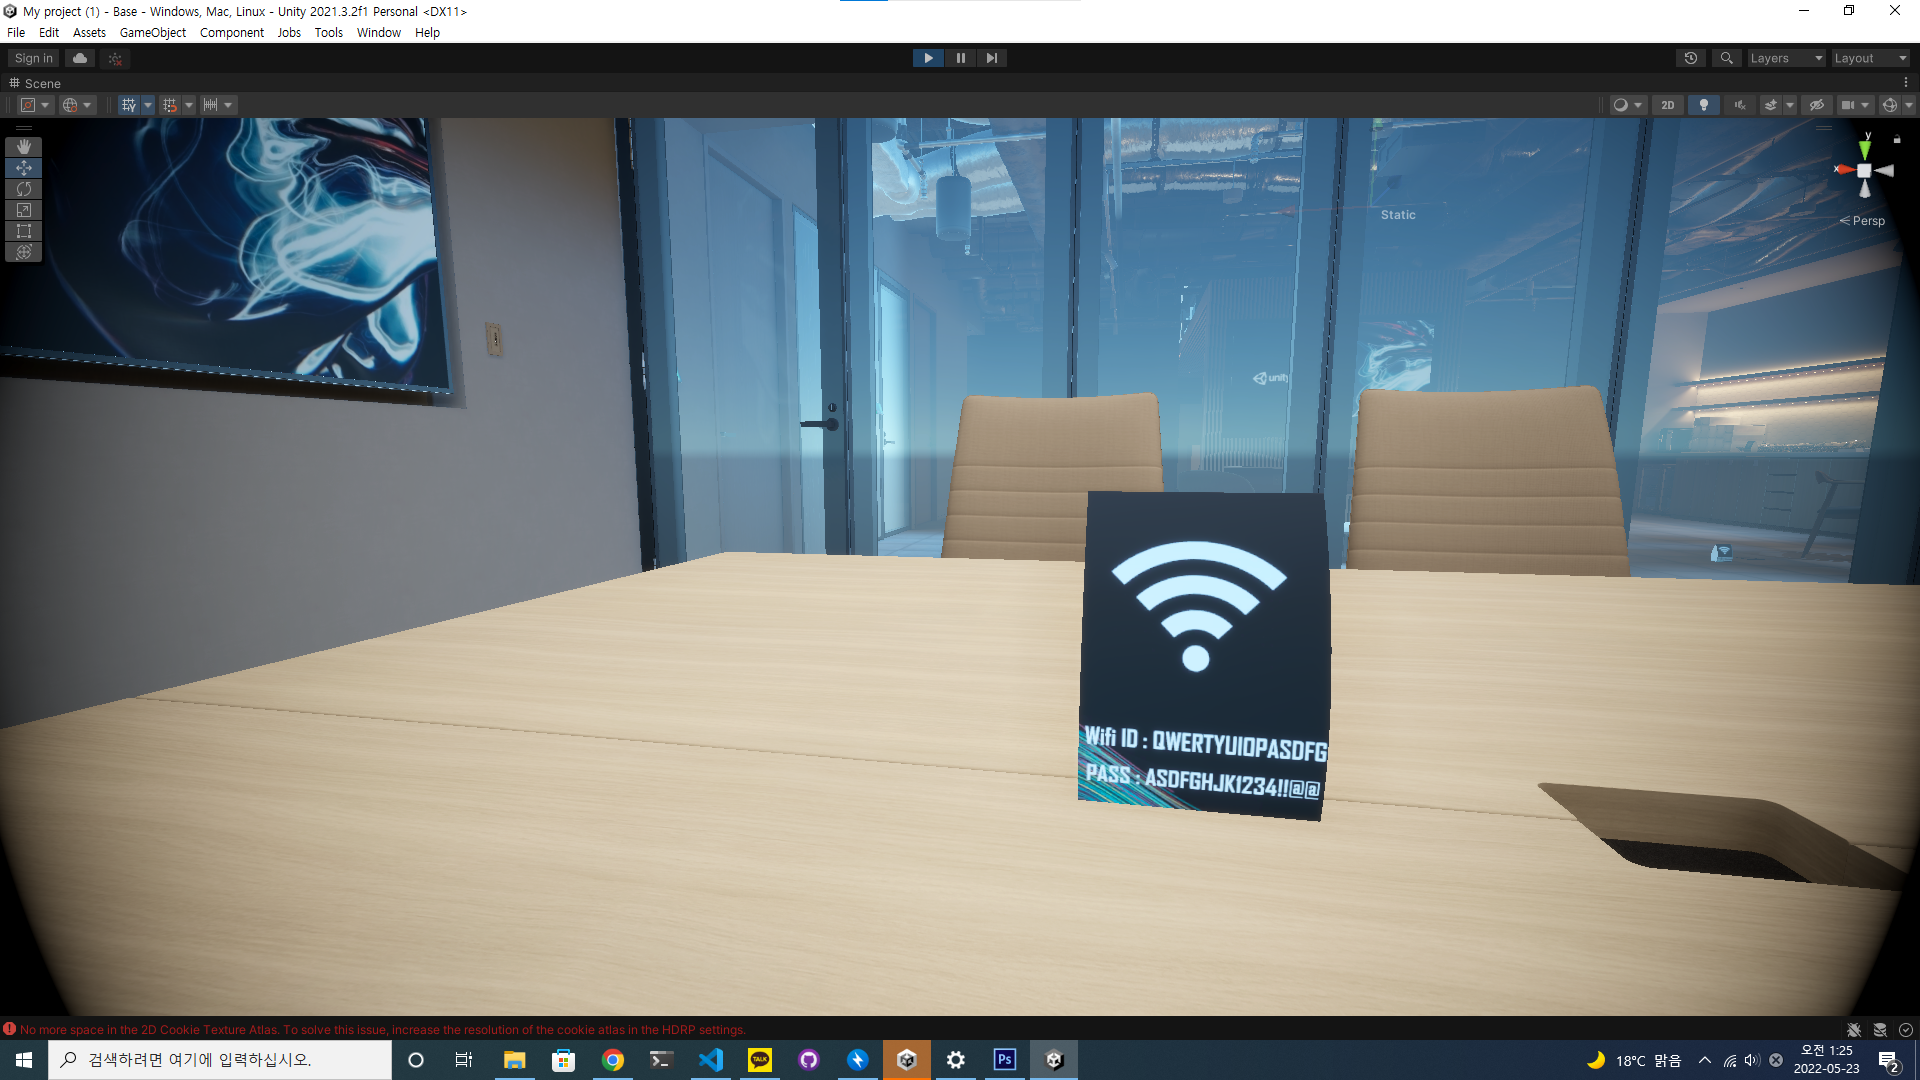 My project (1) - Base - Windows, Mac, Linux - Unity 2021.3.2f1 Personal <DX11>
File Edit Assets GameObject Component Jobs Tools Window Help
Sign in
Layers
Layout
Scene
2D
y
x
Static
Persp
unity
Wifi ID : QWERTYUIOPASDFG
PASS : ASDFGHJK1234!!@@
No more space in the 2D Cookie Texture Atlas. To solve this issue, increase the resolution of the cookie atlas in the HDRP settings.
검색하려면 여기에 입력하십시오.
TALK
Ps
18°C 맑음
오전 1:25
2022-05-23
2